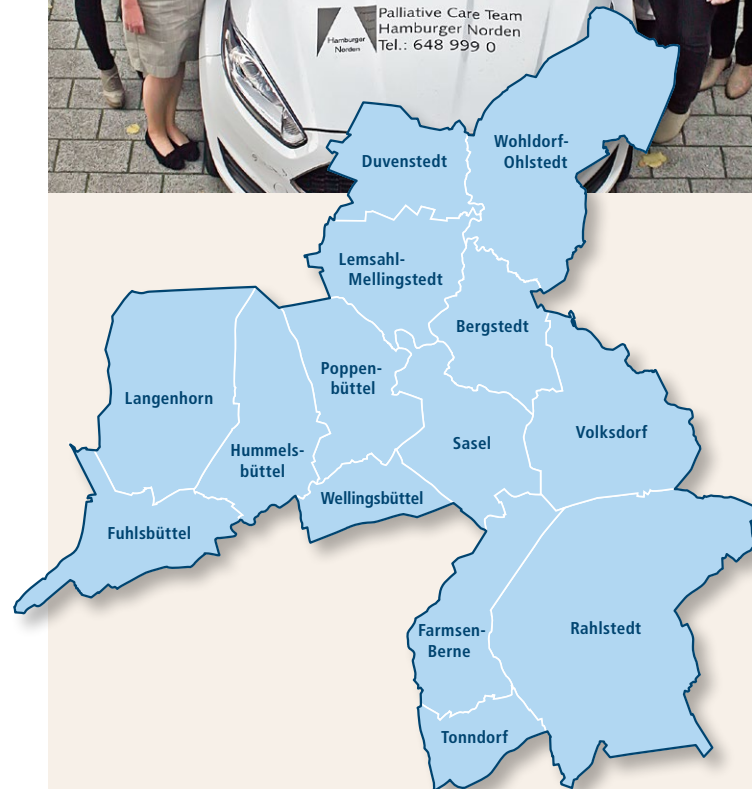 Palliative Care Team
Hamburger Norden
Tel.: 648 999 0
Hamburger
Norden
Wohldorf-
Ohlstedt
Duvenstedt
Lemsahl-
Mellingstedt
Bergstedt
Poppen-
büttel
Langenhorn
Volksdorf
Sasel
Hummels-
büttel
Wellingsbüttel
Fuhlsbüttel
Farmsen-
Berne
Rahlstedt
Tonndorf